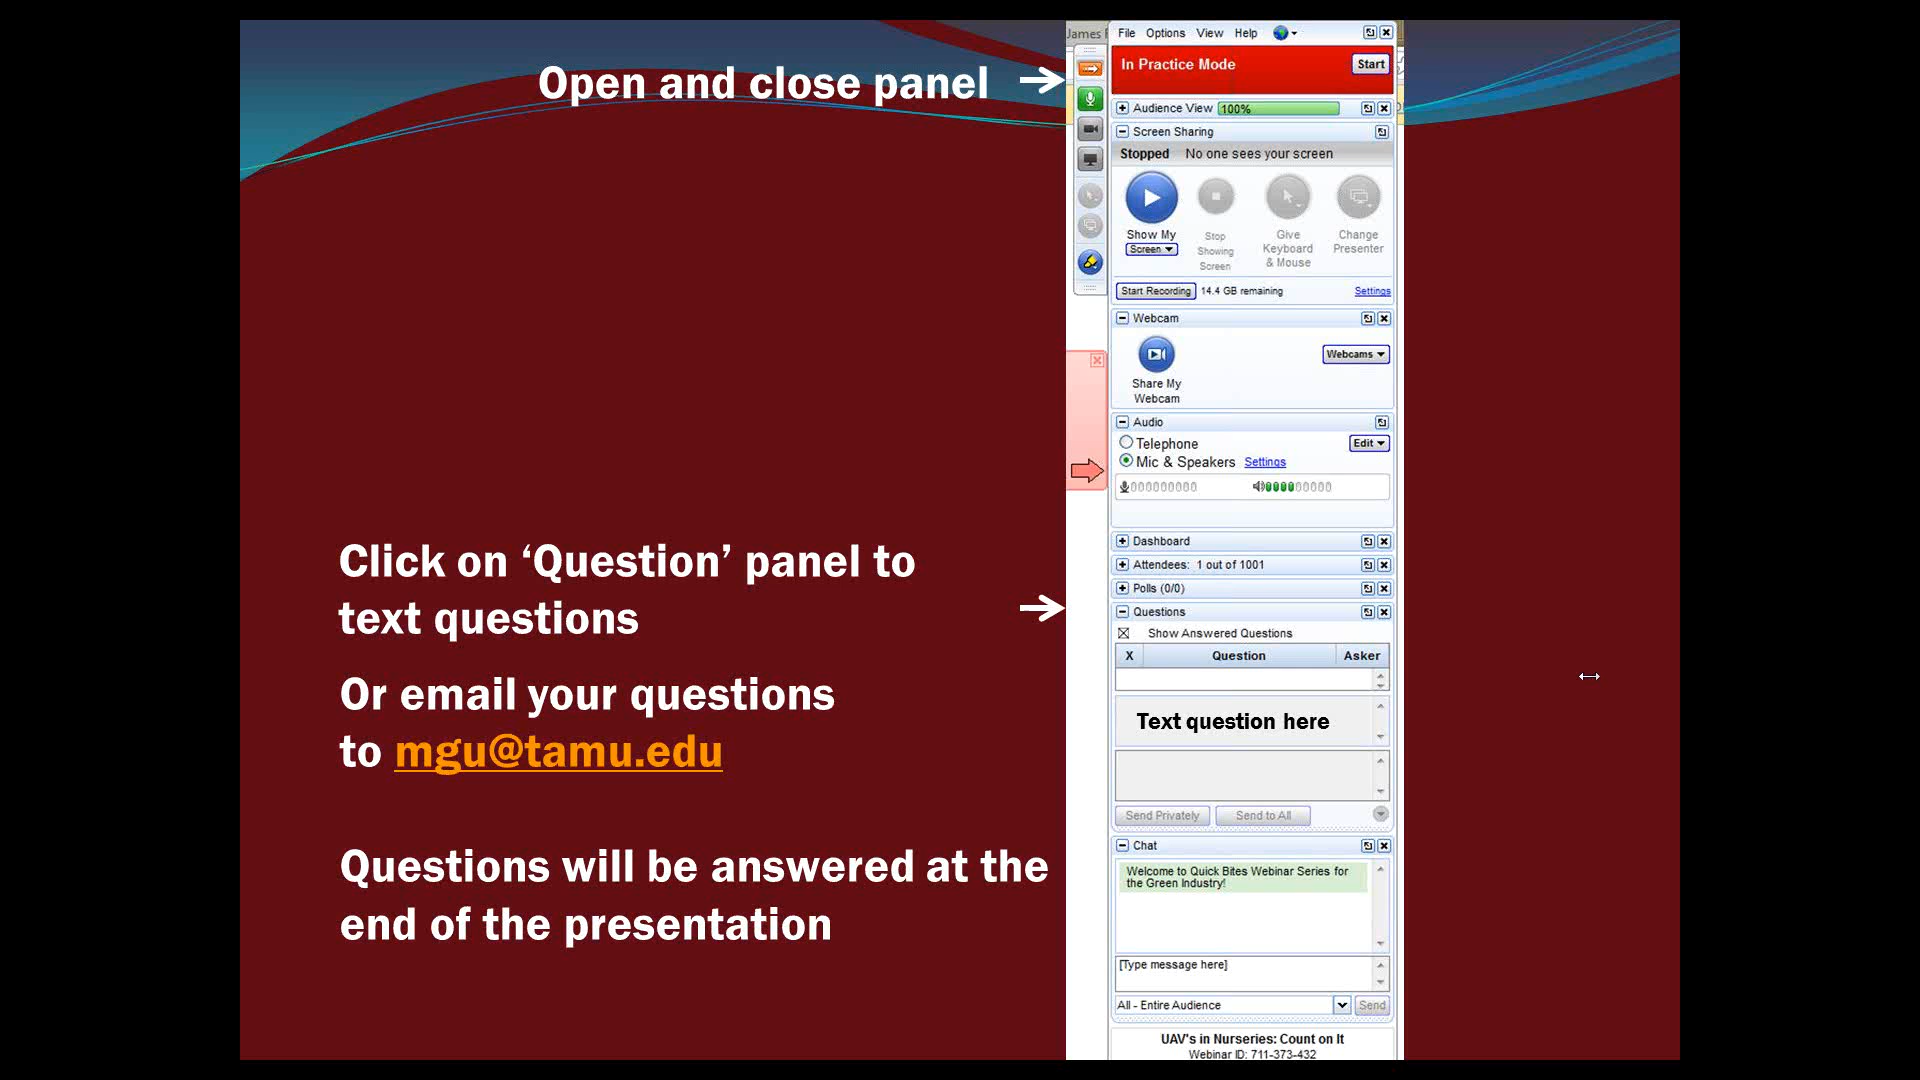 Open and close panel
Click on ‘Question’ panel to
text questions
Or email your questions
to mgu@tamu.edu
Questions will be answered at the
end of the presentation
James
File Options View Help
In Practice Mode Start
Audience View 100%
Screen Sharing
Stopped No one sees your screen
Show My
Screen
Stop
Showing
Screen
Give
Keyboard
& Mouse
Change
Presenter
Start Recording 14.4 GB remaining Settings
Webcam
Webcams
Share My
Webcam
Audio
Telephone Edit
Mic & Speakers Settings
Dashboard
Attendees: 1 out of 1001
Polls (0/0)
Questions
Show Answered Questions
X Question Asker
Text question here
Send Privately Send to All
Chat
Welcome to Quick Bites Webinar Series for
the Green Industry!
[Type message here]
All - Entire Audience Send
UAV's in Nurseries: Count on It
Webinar ID: 711-373-432